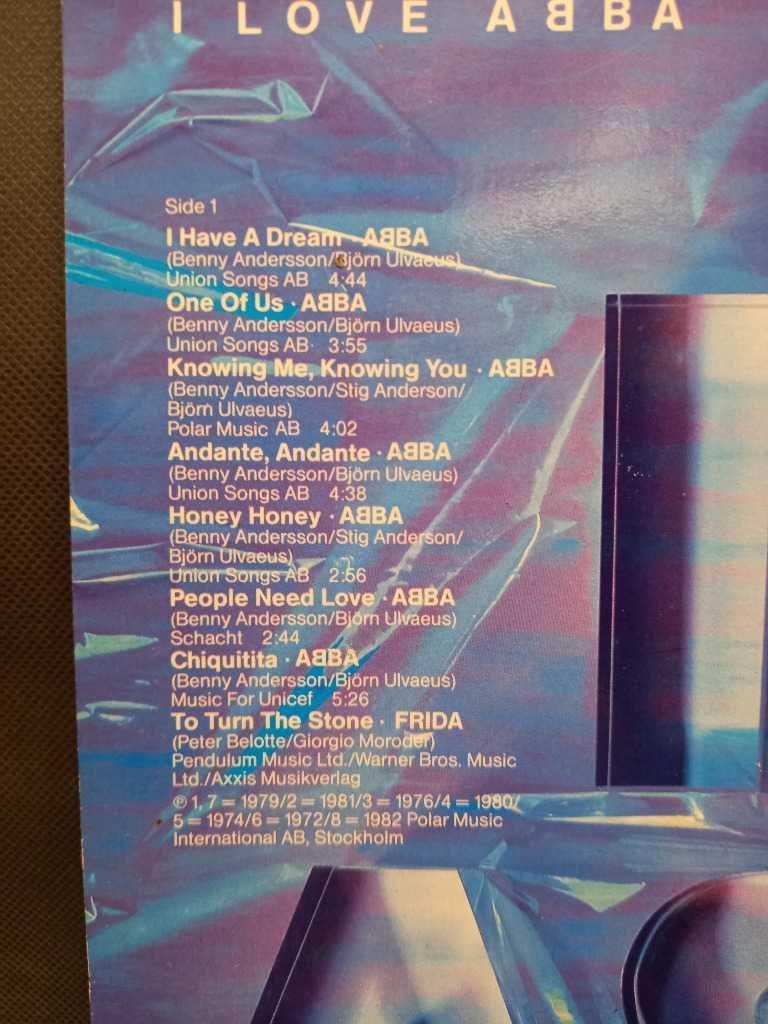 I LOVE ABBA
Side 1
I Have A Dream · ABBA
(Benny Andersson/Björn Ulvaeus)
Union Songs AB 4:44
One Of Us · ABBA
(Benny Andersson/Björn Ulvaeus)
Union Songs AB 3:55
Knowing Me, Knowing You · ABBA
(Benny Andersson/Stig Anderson/
Björn Ulvaeus)
Polar Music AB 4:02
Andante, Andante · ABBA
(Benny Andersson/Björn Ulvaeus)
Union Songs AB 4:38
Honey Honey · ABBA
(Benny Andersson/Stig Anderson/
Björn Ulvaeus)
Union Songs AB 2:56
People Need Love · ABBA
(Benny Andersson/Björn Ulvaeus)
Schacht 2:44
Chiquitita · ABBA
(Benny Andersson/Björn Ulvaeus)
Music For Unicef 5:26
To Turn The Stone · FRIDA
(Peter Belotte/Giorgio Moroder)
Pendulum Music Ltd./Warner Bros. Music
Ltd./Axxis Musikverlag
℗ 1, 7 = 1979/2 = 1981/3 = 1976/4 = 1980/
5 = 1974/6 = 1972/8 = 1982 Polar Music
International AB, Stockholm